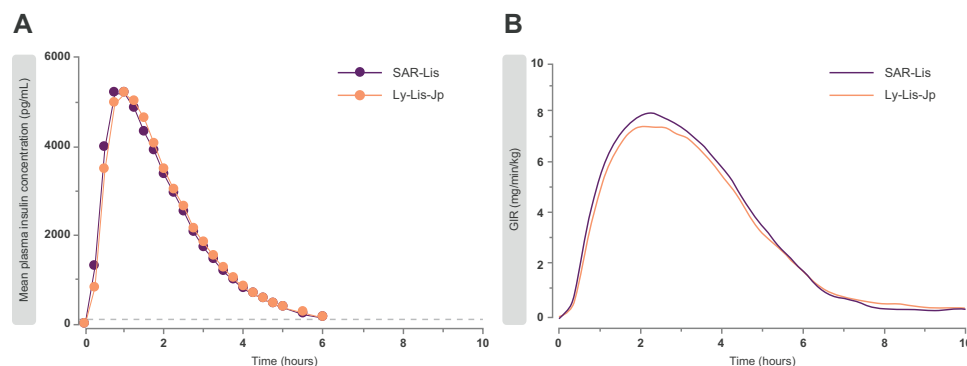 A
Mean plasma insulin concentration (pg/mL)
6000
4000
2000
0
0 2 4 6 8 10
Time (hours)
SAR-Lis
Ly-Lis-Jp
B
GIR (mg/min/kg)
10
10
8
6
4
2
0
0 2 4 6 8 10
Time (hours)
SAR-Lis
Ly-Lis-Jp